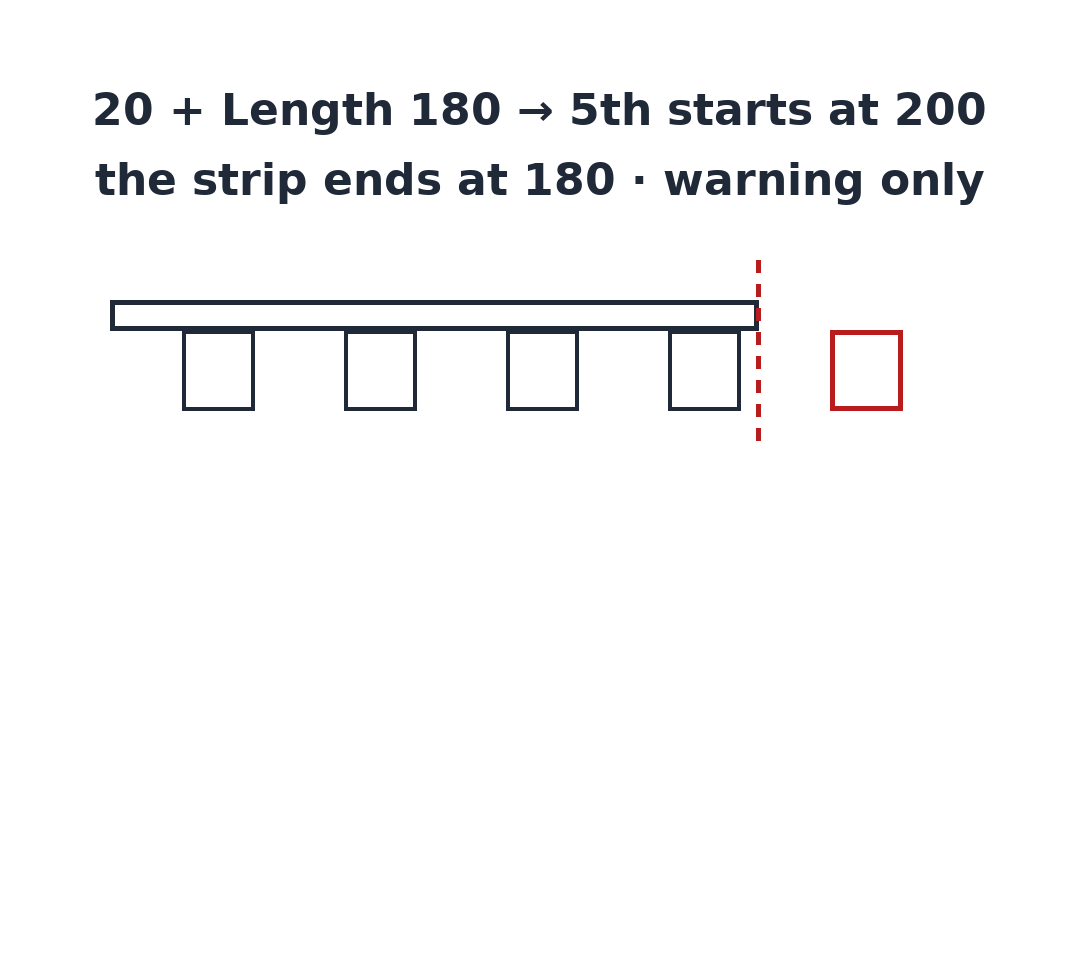 20 + Length 180 → 5th starts at 200
the strip ends at 180 · warning only